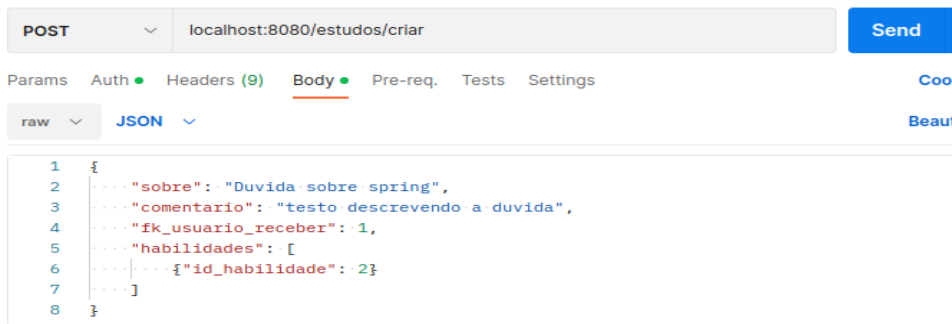 POST localhost:8080/estudos/criar Send
Params Auth Headers (9) Body Pre-req. Tests Settings Coo
raw JSON Beaut
1 {
2 "sobre": "Duvida sobre spring",
3 "comentario": "testo descrevendo a duvida",
4 "fk_usuario_receber": 1,
5 "habilidades": [
6 {"id_habilidade": 2}
7 ]
8 }